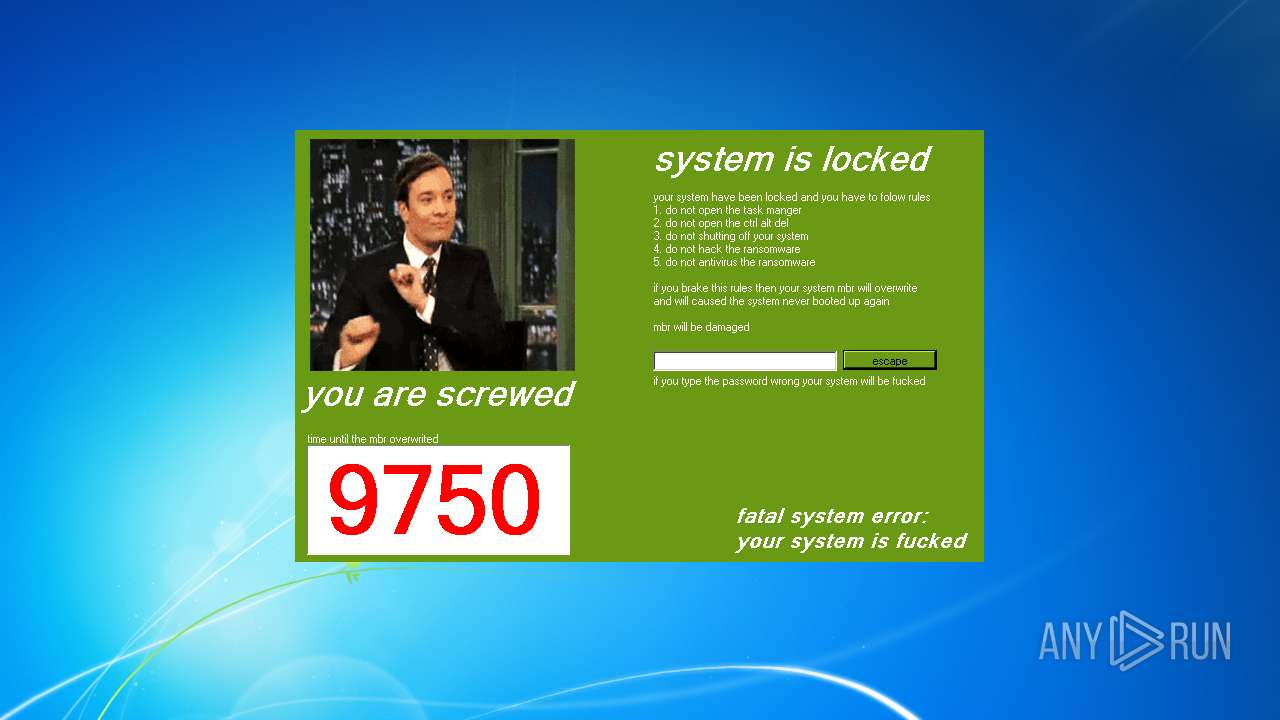 system is locked
your system have been locked and you have to folow rules
1. do not open the task manger
2. do not open the ctrl alt del
3. do not shutting off your system
4. do not hack the ransomware
5. do not antivirus the ransomware
if you brake this rules then your system mbr will overwrite
and will caused the system never booted up again
mbr will be damaged
escape
if you type the password wrong your system will be fucked
you are screwed
time until the mbr overwrited
9750
fatal system error:
your system is fucked
ANY RUN